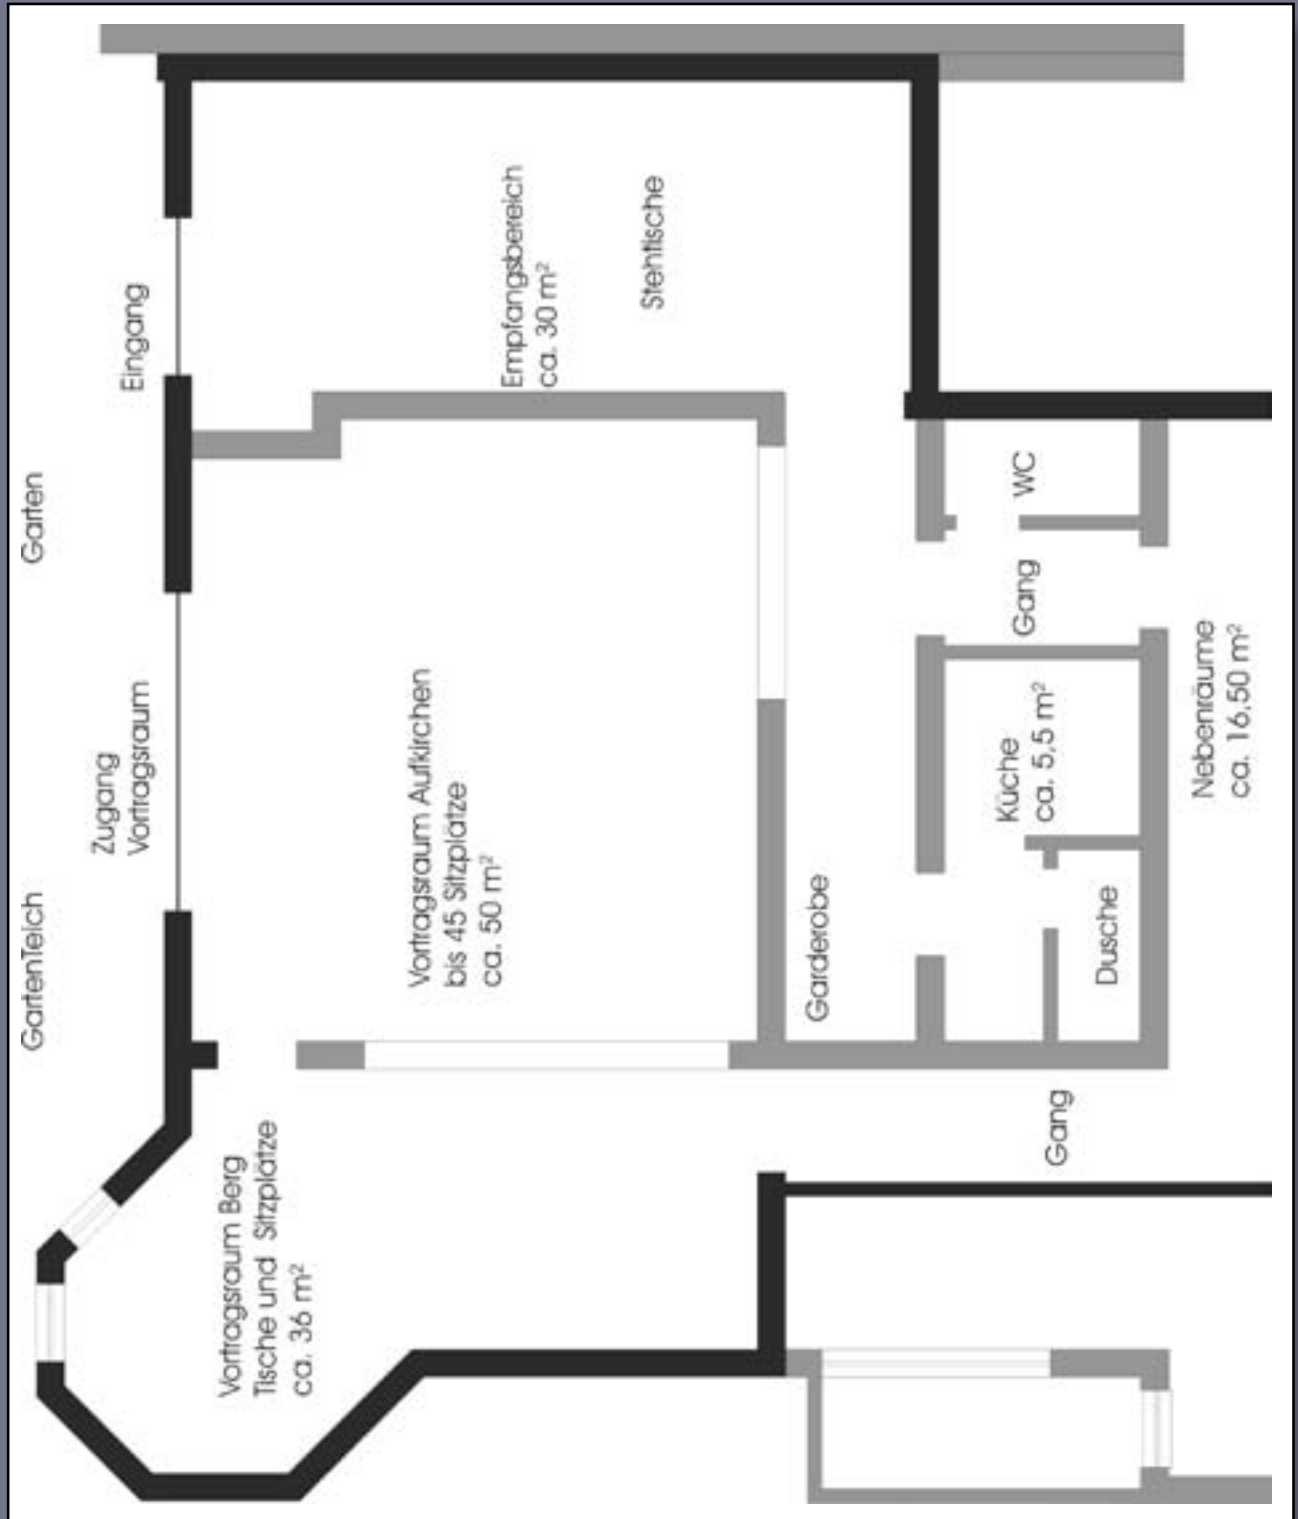 GartenTeich
Garten
Zugang
Vortragsraum
Eingang
Vortragsraum Berg
Tische und Sitzplätze
ca. 36 m²
Vortragsraum Aufkirchen
bis 45 Sitzplätze
ca. 50 m²
Empfangsbereich
ca. 30 m²
Stehtische
Garderobe
Küche
ca. 5,5 m²
Gang
WC
Gang
Dusche
Nebenräume
ca. 16,50 m²